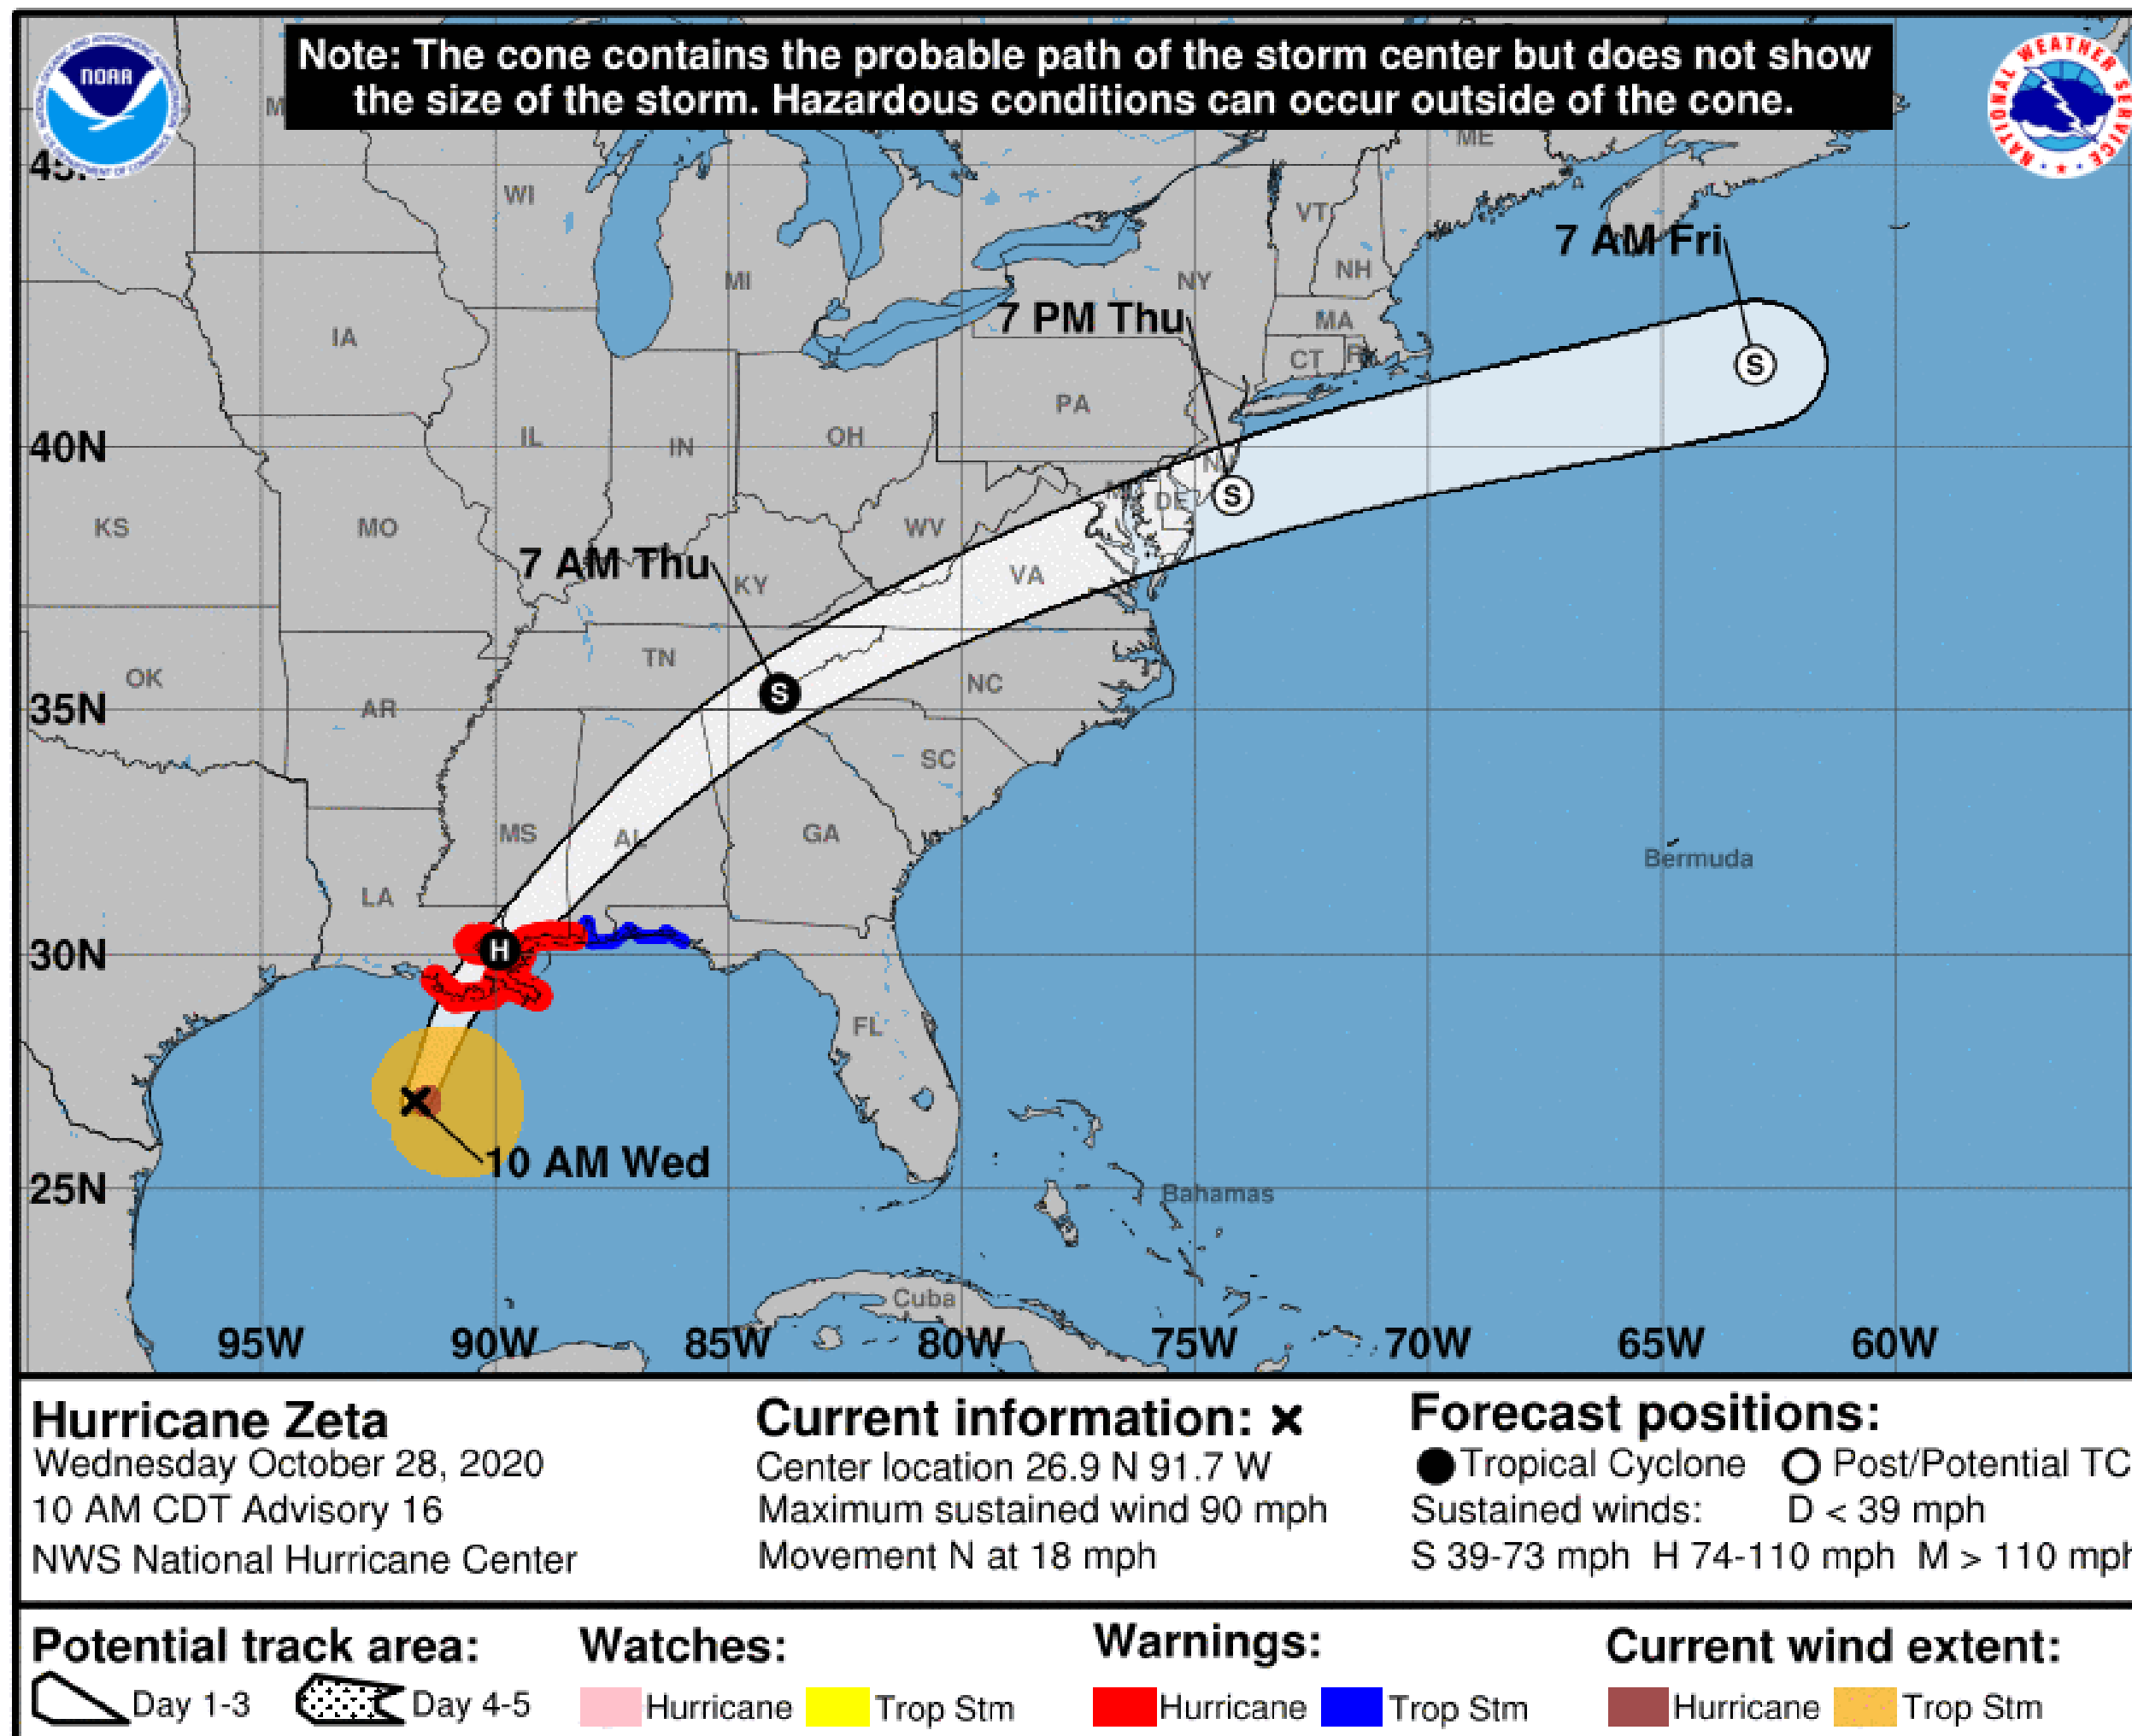 Note: The cone contains the probable path of the storm center but does not show
the size of the storm. Hazardous conditions can occur outside of the cone.
NOAA
NATIONAL WEATHER SERVICE
ME
WI
VT
7 AM Fri
NH
MI
NY
7 PM Thu
MA
IA
CT
PA
40N
IL
IN
OH
DE
KS
MO
WV
7 AM Thu
KY
VA
TN
OK
NC
35N
AR
SC
MS
AL
GA
Bermuda
LA
30N
H
S
S
S
FL
10 AM Wed
25N
Bahamas
Cuba
95W 90W 85W 80W 75W 70W 65W 60W
Hurricane Zeta
Wednesday October 28, 2020
10 AM CDT Advisory 16
NWS National Hurricane Center
Current information: x
Center location 26.9 N 91.7 W
Maximum sustained wind 90 mph
Movement N at 18 mph
Forecast positions:
Tropical Cyclone Post/Potential TC
Sustained winds: D < 39 mph
S 39-73 mph H 74-110 mph M > 110 mph
Potential track area:
Day 1-3 Day 4-5
Watches:
Hurricane Trop Stm
Warnings:
Hurricane Trop Stm
Current wind extent:
Hurricane Trop Stm